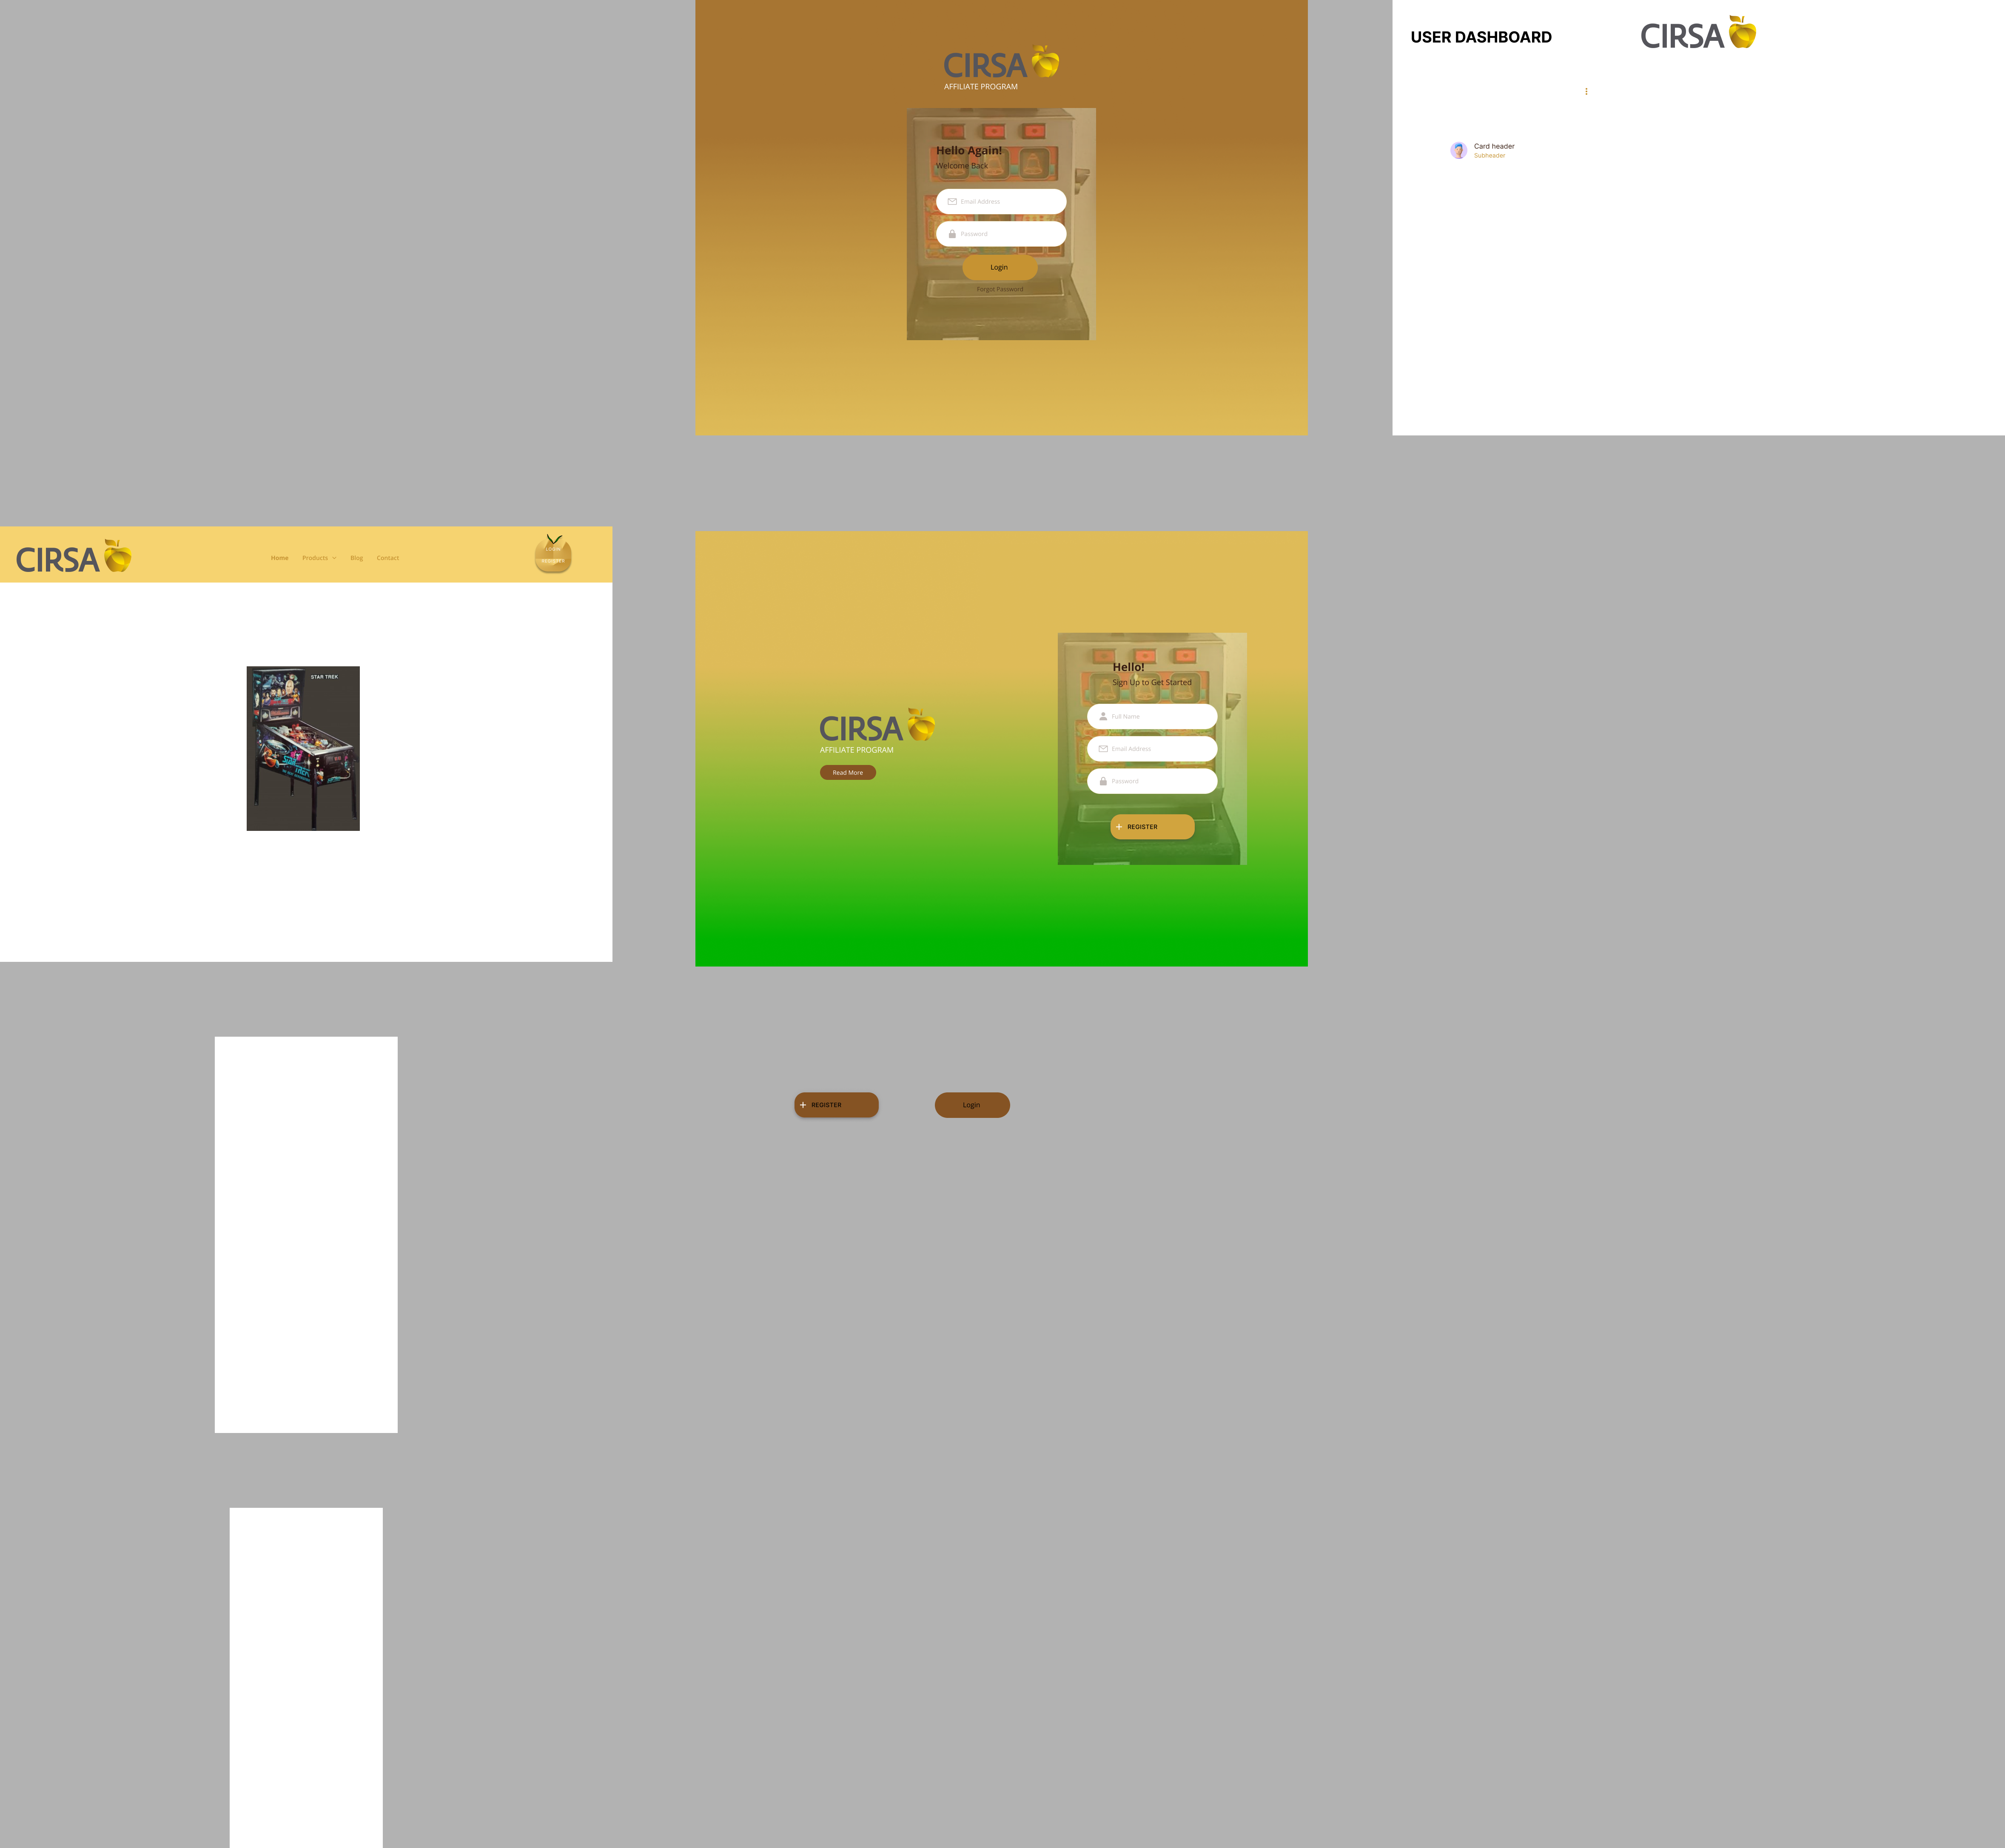 CIRSA
AFFILIATE PROGRAM
Hello Again!
Welcome Back
Email Address
Password
Login
Forgot Password
USER DASHBOARD
CIRSA
Card header
Subheader
CIRSA
Home Products Blog Contact
LOGIN
REGISTER
STAR TREK
CIRSA
AFFILIATE PROGRAM
Read More
Hello!
Sign Up to Get Started
Full Name
Email Address
Password
REGISTER
REGISTER
Login